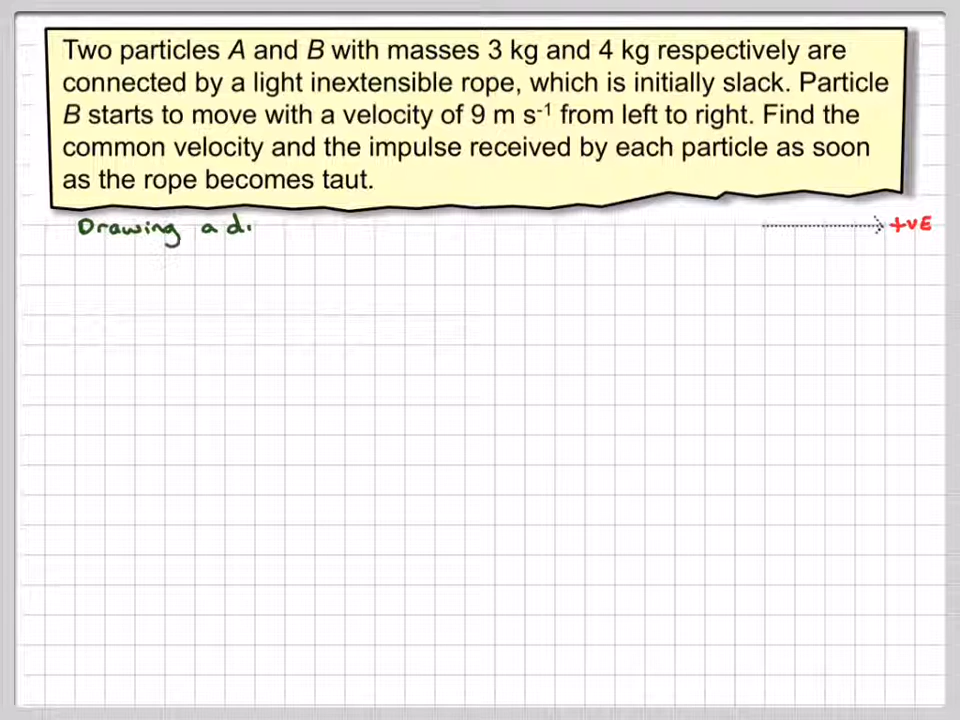 Two particles A and B with masses 3 kg and 4 kg respectively are
connected by a light inextensible rope, which is initially slack. Particle
B starts to move with a velocity of 9 m s⁻¹ from left to right. Find the
common velocity and the impulse received by each particle as soon
as the rope becomes taut.
Drawing a di
+vE